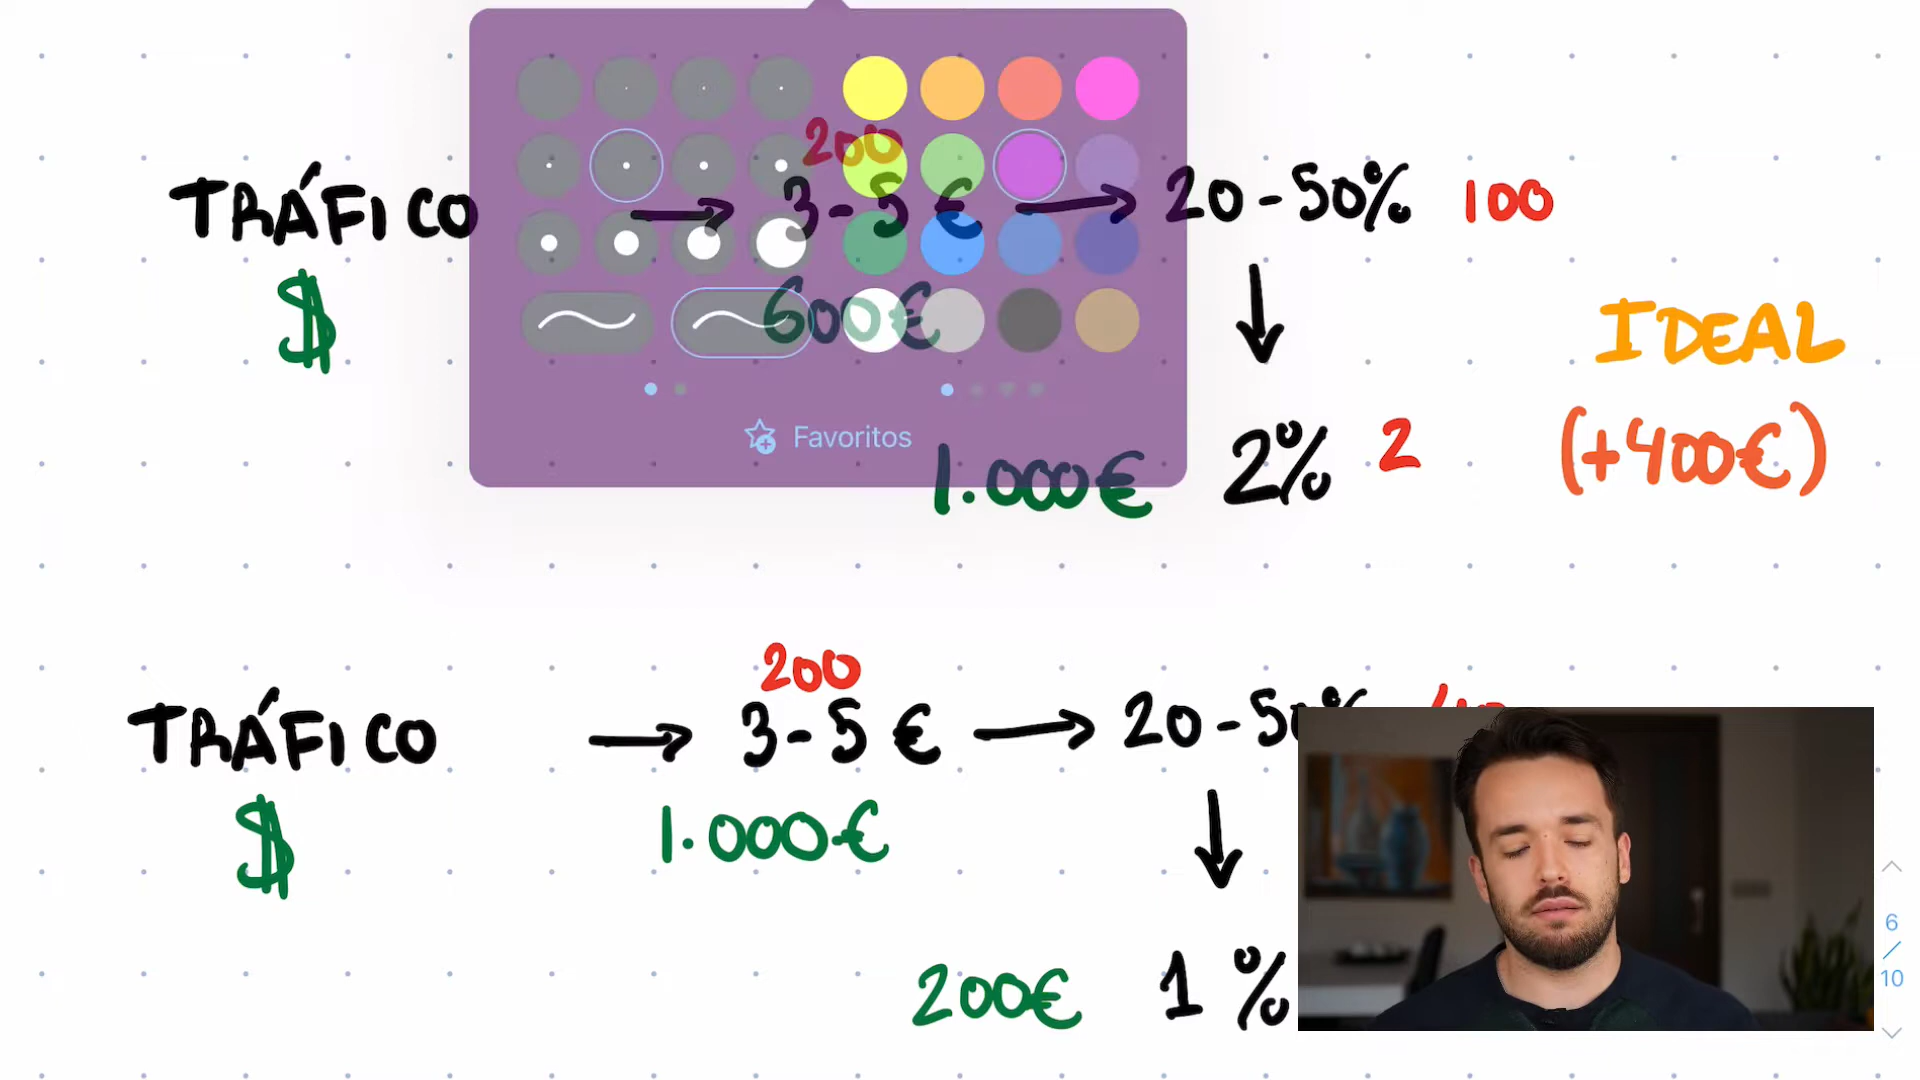 200
TRÁFICO → 3-5 € → 20-50% 100
$
600€
IDEAL
Favoritos
1.000€ 2% 2 (+400€)
200
TRÁFICO → 3-5 € → 20-50%
$
1.000€
200€ 1%
6
/
10